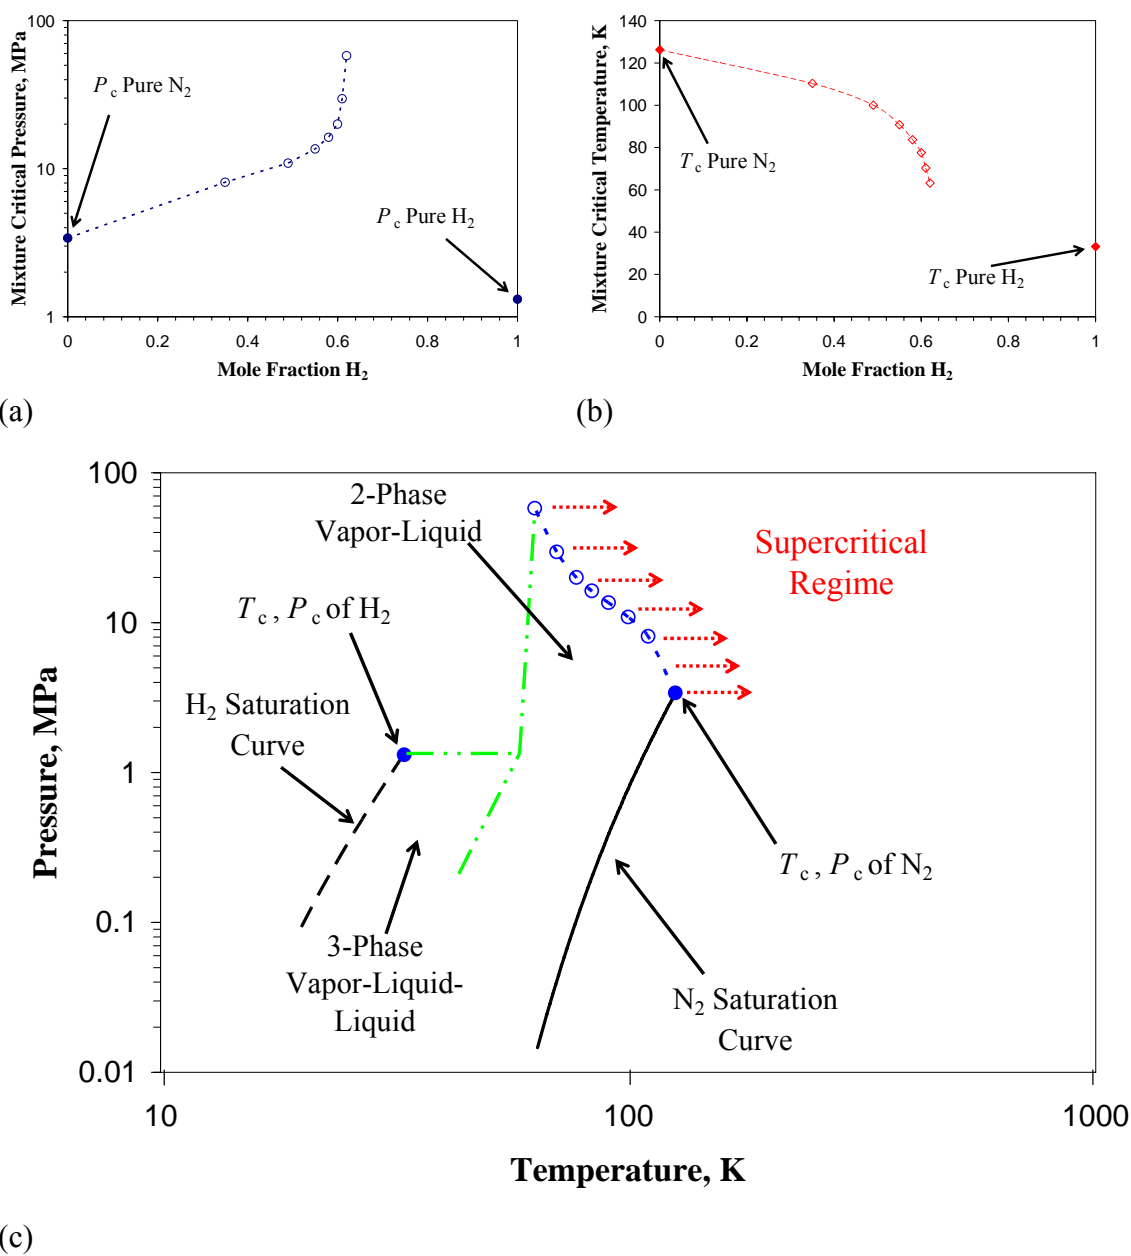 100
10
1
Mixture Critical Pressure, MPa
P c Pure N2
P c Pure H2
0
0.2
0.4
0.6
0.8
1
Mole Fraction H2
(a)
140
120
100
80
60
40
20
0
Mixture Critical Temperature, K
T c Pure N2
T c Pure H2
0
0.2
0.4
0.6
0.8
1
Mole Fraction H2
(b)
100
10
1
0.1
0.01
Pressure, MPa
2-Phase
Vapor-Liquid
Supercritical
Regime
T c , P c of H2
H2 Saturation
Curve
T c , P c of N2
3-Phase
Vapor-Liquid-
Liquid
N2 Saturation
Curve
10
100
1000
Temperature, K
(c)